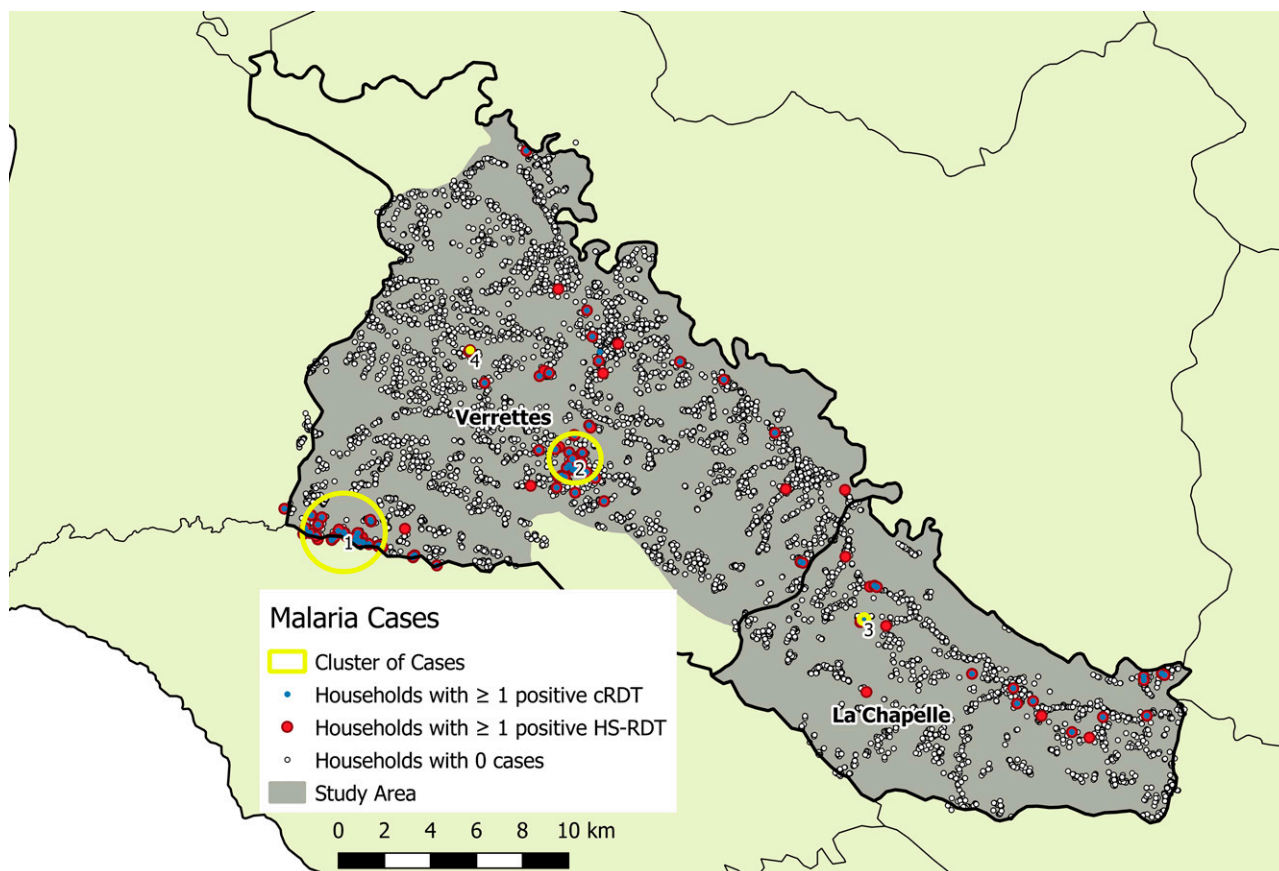 4
Verrettes
2
1
3
La Chapelle
Malaria Cases
Cluster of Cases
Households with ≥ 1 positive cRDT
Households with ≥ 1 positive HS-RDT
Households with 0 cases
Study Area
0 2 4 6 8 10 km